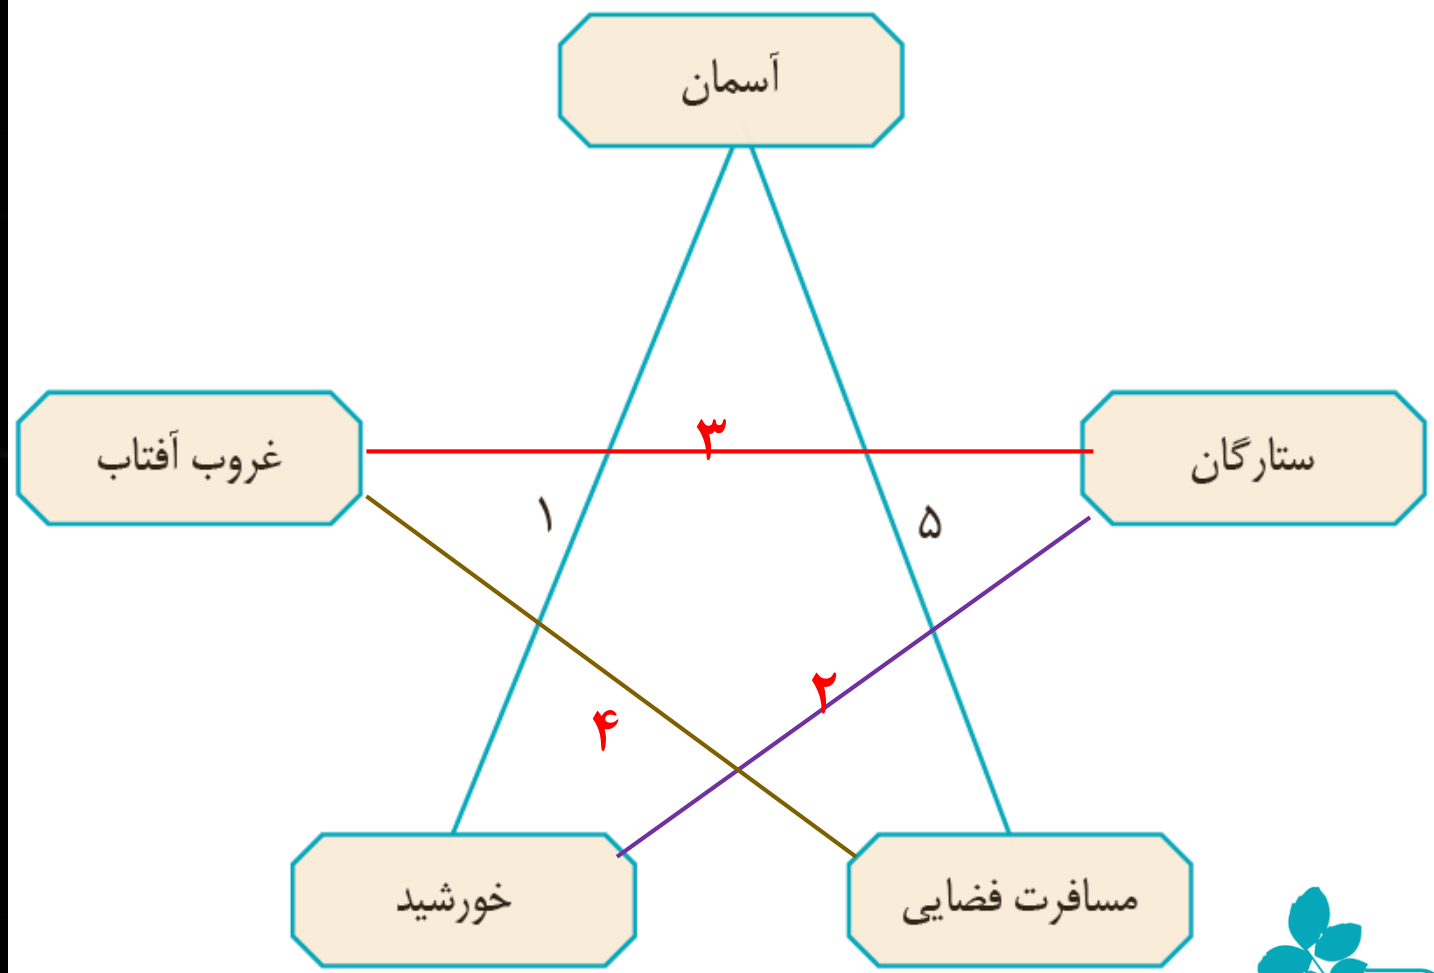 آسمان
ستارگان
۳
غروب آفتاب
۵
۱
۲
۴
مسافرت فضایی
خورشید